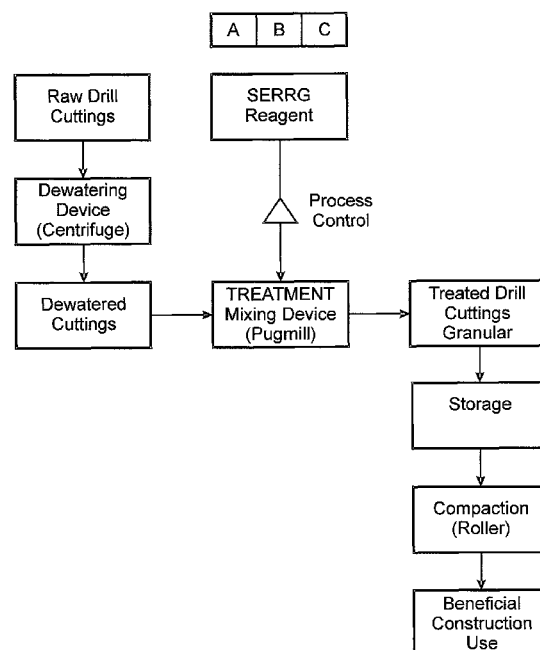 A B C
Raw Drill
Cuttings
SERRG
Reagent
Dewatering
Device
(Centrifuge)
Process
Control
Dewatered
Cuttings
TREATMENT
Mixing Device
(Pugmill)
Treated Drill
Cuttings
Granular
Storage
Compaction
(Roller)
Beneficial
Construction
Use